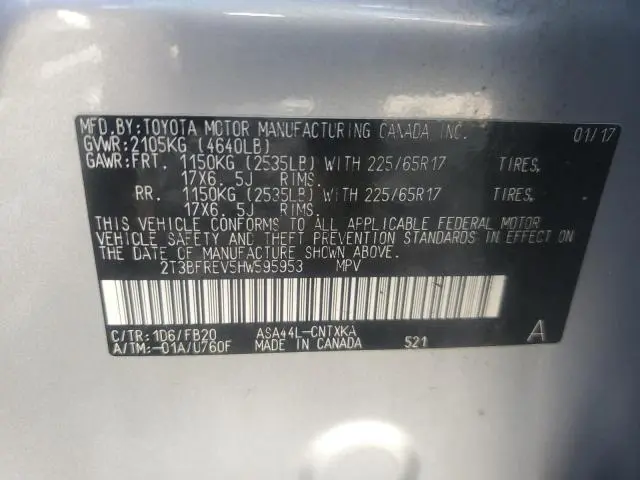 MFD.BY:TOYOTA MOTOR MANUFACTURING CANADA INC. 01/17
GVWR:2105KG (4640LB)
GAWR:FRT. 1150KG (2535LB) WITH 225/65R17 TIRES,
17X6.5J RIMS.
RR. 1150KG (2535LB) WITH 225/65R17 TIRES,
17X6.5J RIMS.
THIS VEHICLE CONFORMS TO ALL APPLICABLE FEDERAL MOTOR
VEHICLE SAFETY AND THEFT PREVENTION STANDARDS IN EFFECT ON
THE DATE OF MANUFACTURE SHOWN ABOVE.
2T3BFREV5HW595953 MPV
C/TR:1D6/FB20 ASA44L-CNTXKA
A/TM:-01A/U760F MADE IN CANADA 521 A